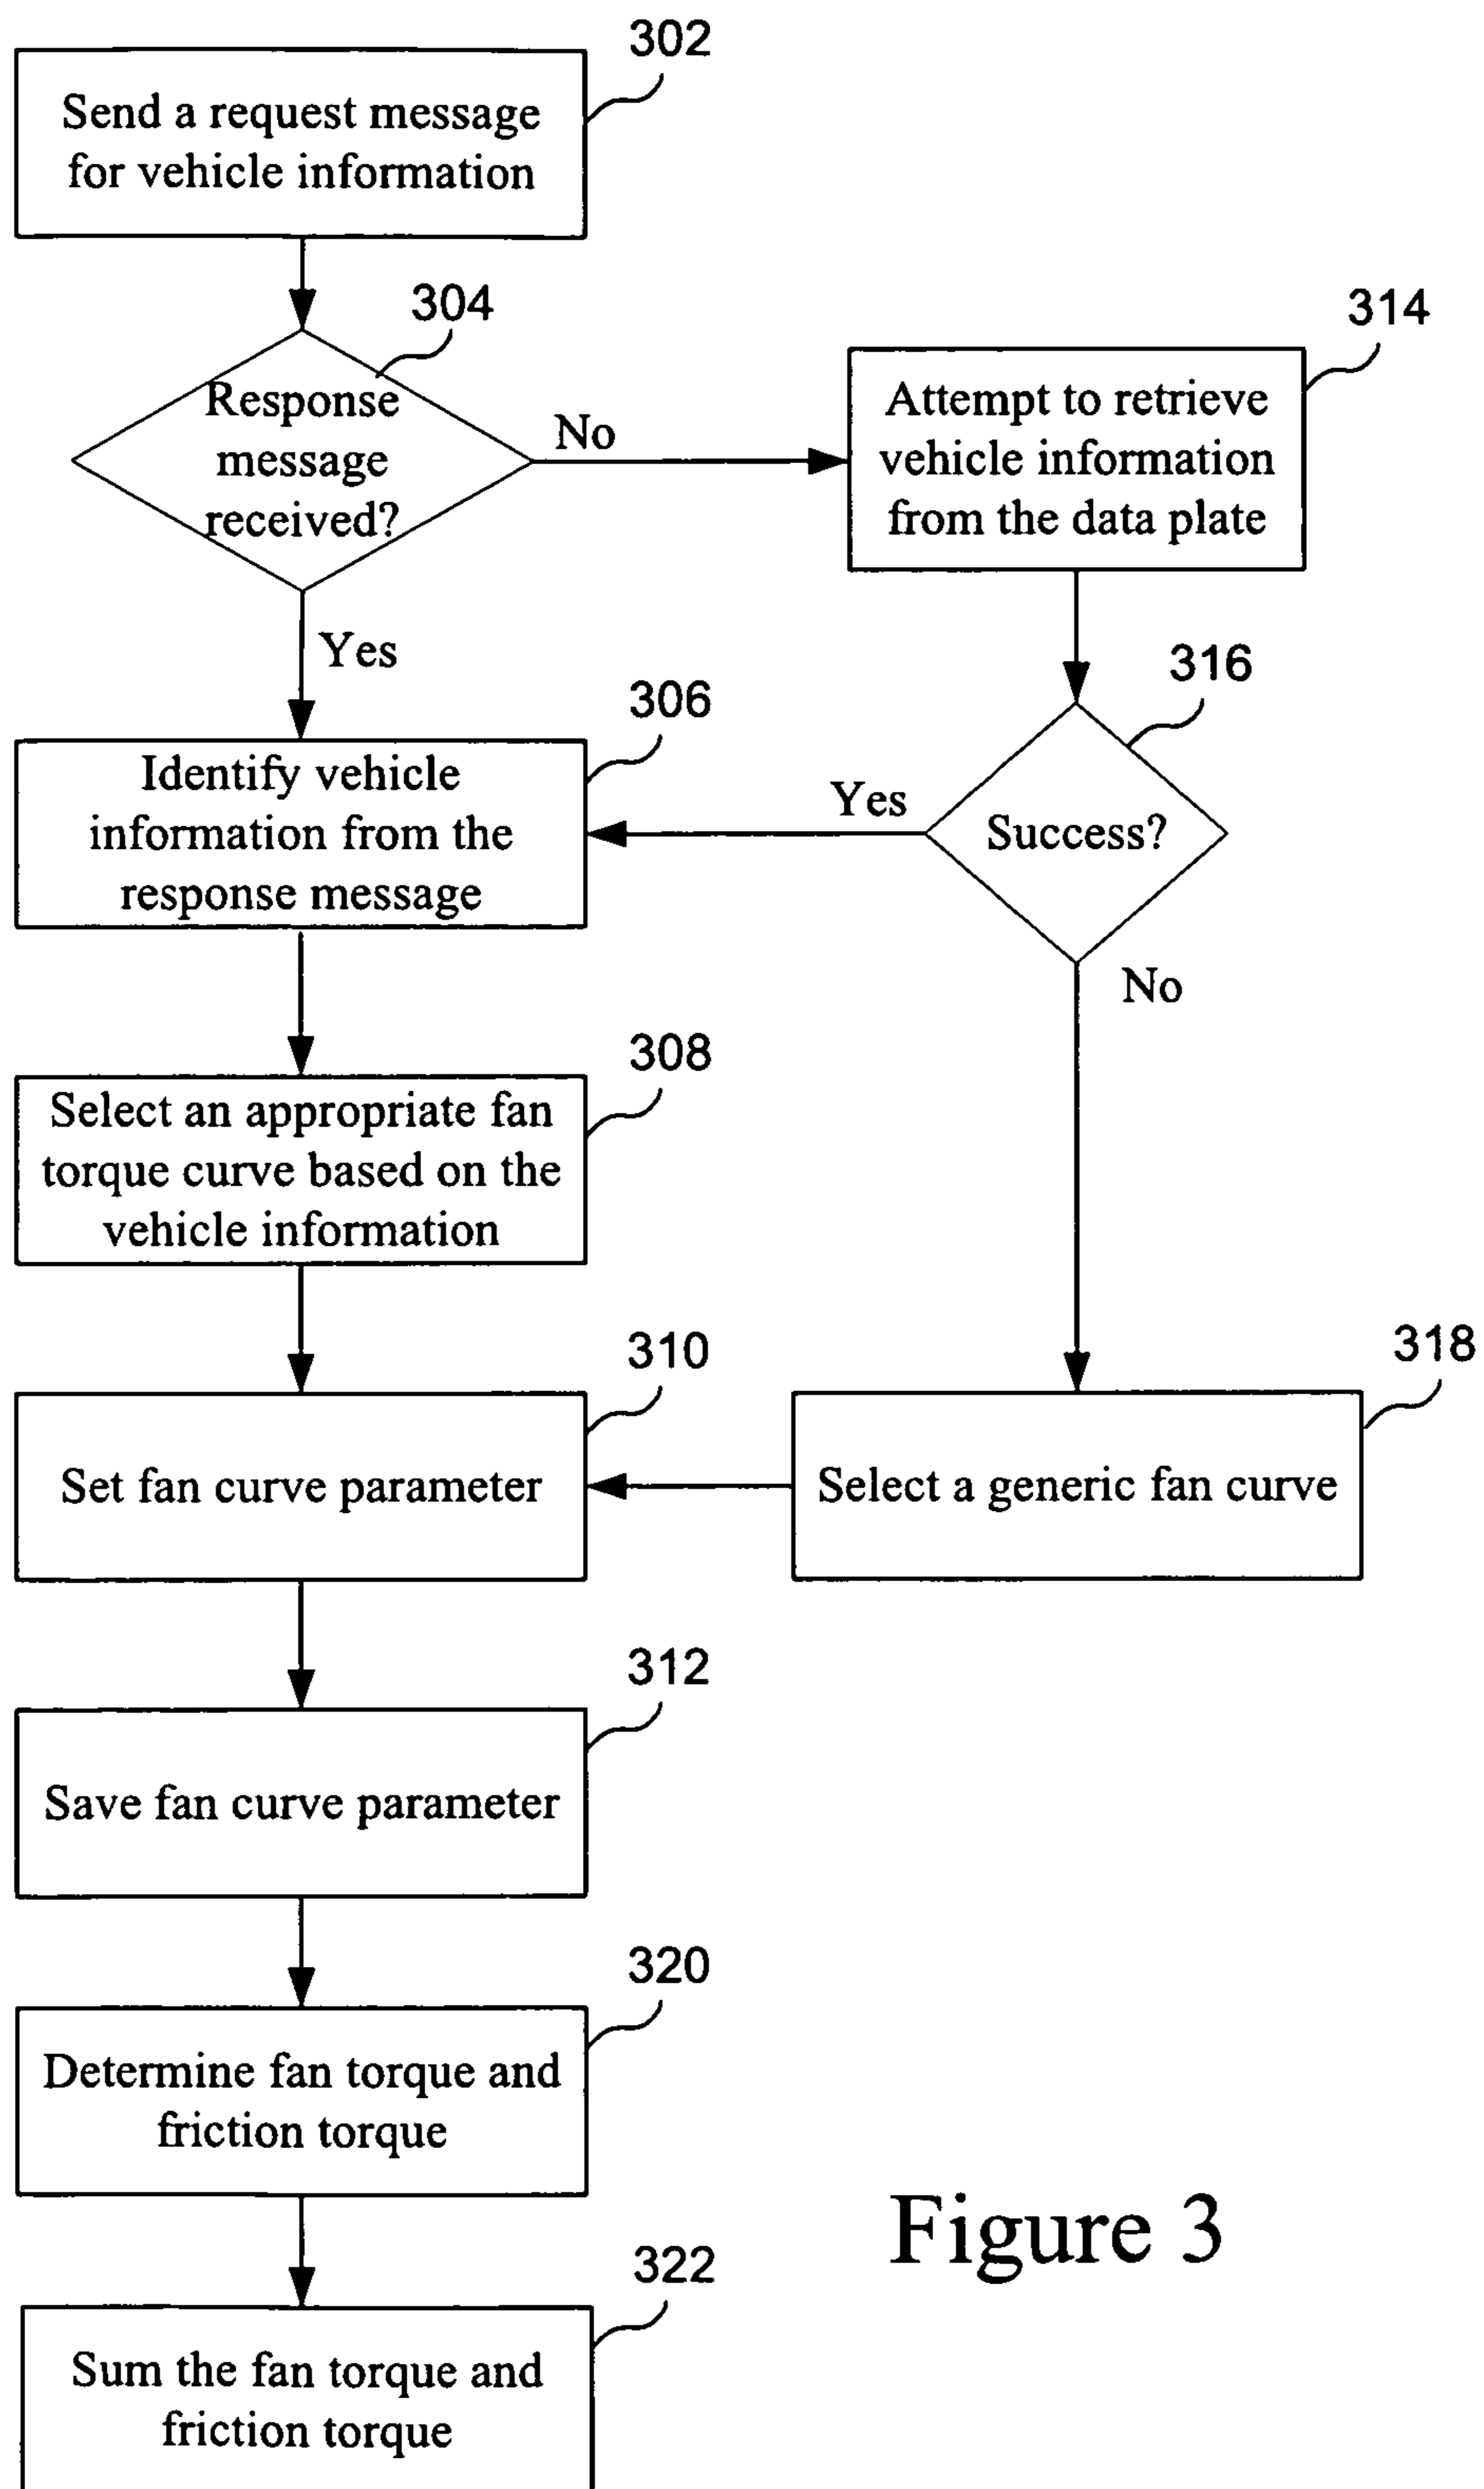 302
Send a request message
for vehicle information
304
Response
message
received?
No
314
Attempt to retrieve
vehicle information
from the data plate
Yes
316
Success?
Yes
No
306
Identify vehicle
information from the
response message
308
Select an appropriate fan
torque curve based on the
vehicle information
310
Set fan curve parameter
318
Select a generic fan curve
312
Save fan curve parameter
320
Determine fan torque and
friction torque
322
Sum the fan torque and
friction torque
Figure 3